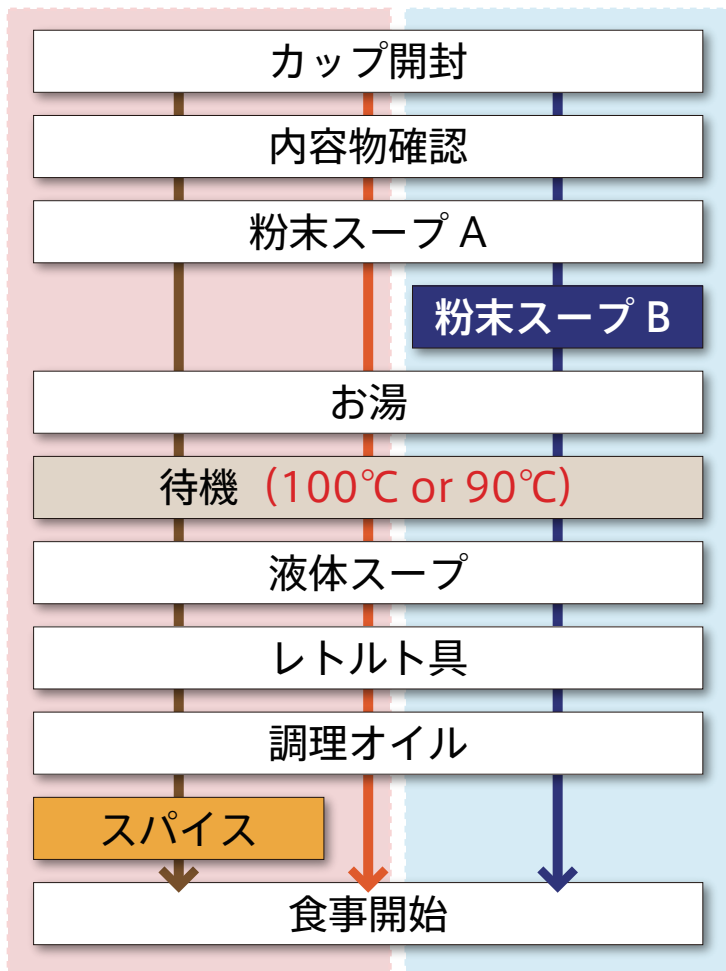 カップ開封
内容物確認
粉末スープ A
粉末スープ B
お湯
待機（100℃ or 90℃）
液体スープ
レトルト具
調理オイル
スパイス
食事開始